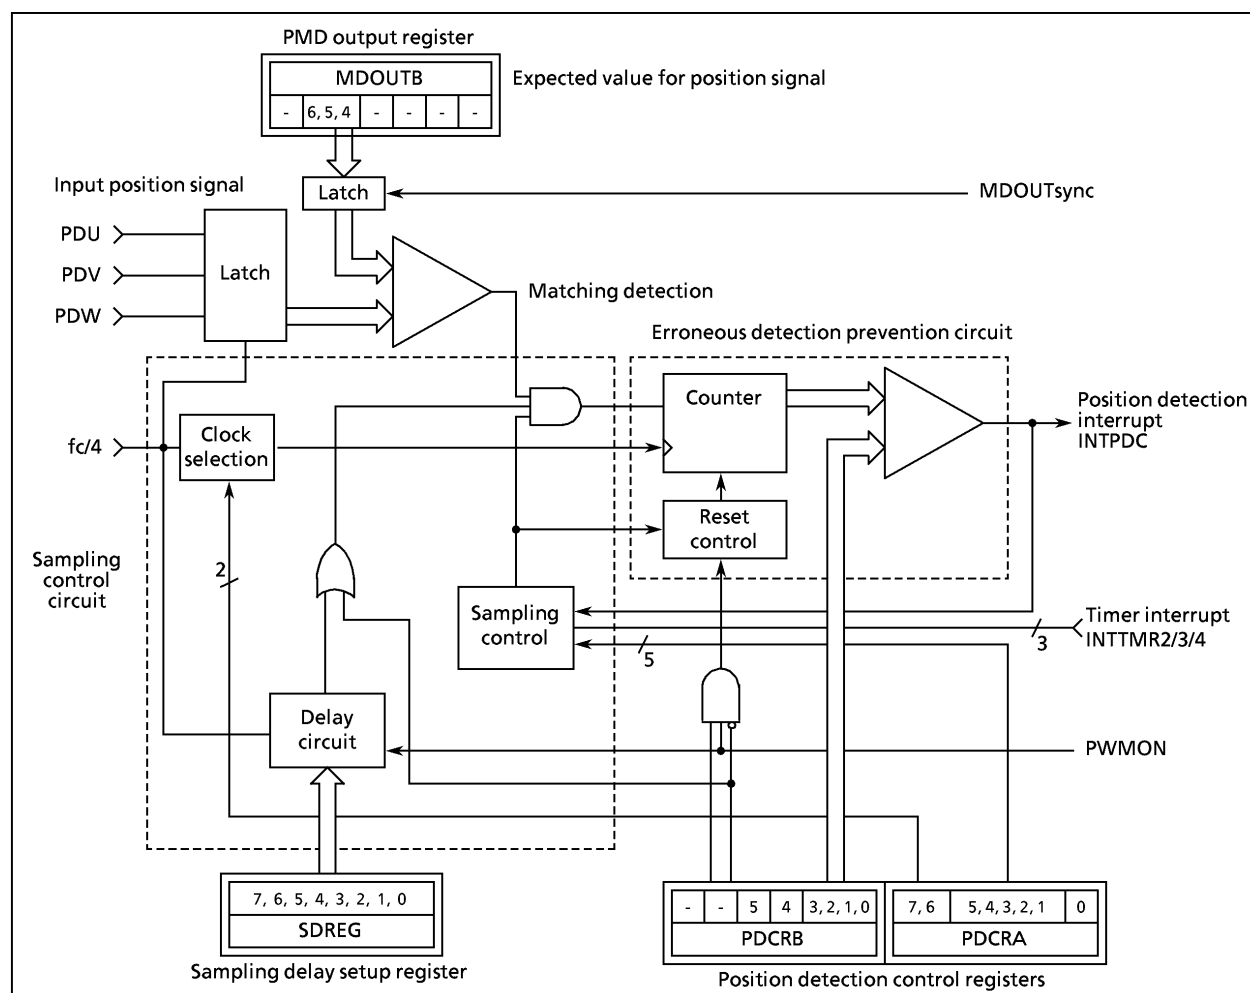 PMD output register
MDOUTB
Expected value for position signal
- 6, 5, 4 - - - -
Input position signal
Latch
MDOUTsync
PDU
PDV
Latch
PDW
Matching detection
Erroneous detection prevention circuit
Counter
Position detection
interrupt
INTPDC
fc/4
Clock
selection
Reset
control
Sampling
control
circuit
2
Sampling
control
Timer interrupt
INTTMR2/3/4
3
5
Delay
circuit
PWMON
7, 6, 5, 4, 3, 2, 1, 0
SDREG
Sampling delay setup register
- - 5 4 3, 2, 1, 0 7, 6 5, 4, 3, 2, 1 0
PDCRB PDCRA
Position detection control registers